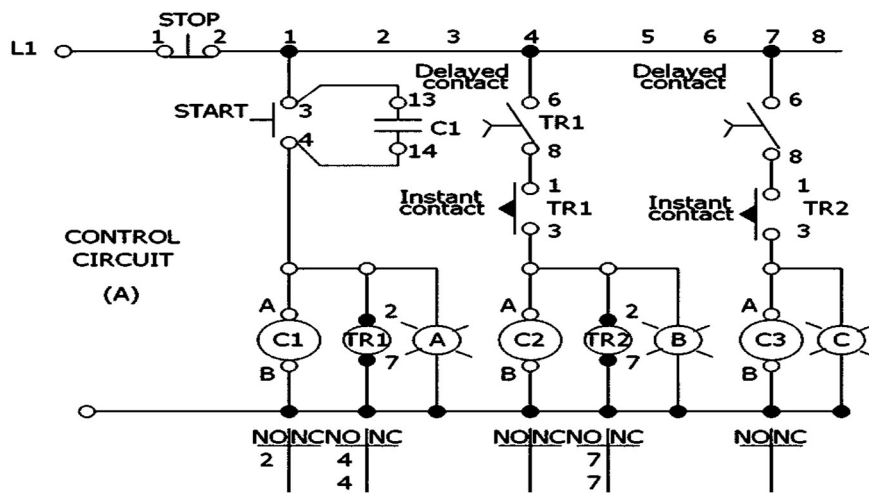 STOP
L1 1 2 1 2 3 4 5 6 7 8
Delayed contact
Delayed contact
START 3 13 C1 6 TR1 6
4 14 8 8
Instant contact 1 TR1 3
Instant contact 1 TR2 3
CONTROL
CIRCUIT
(A)
A 2 A 2 A
C1 TR1 A C2 TR2 B C3 C
B 7 B 7 B
NO NC NO NC NO NC NO NC NO NC
2 4 7
4 7